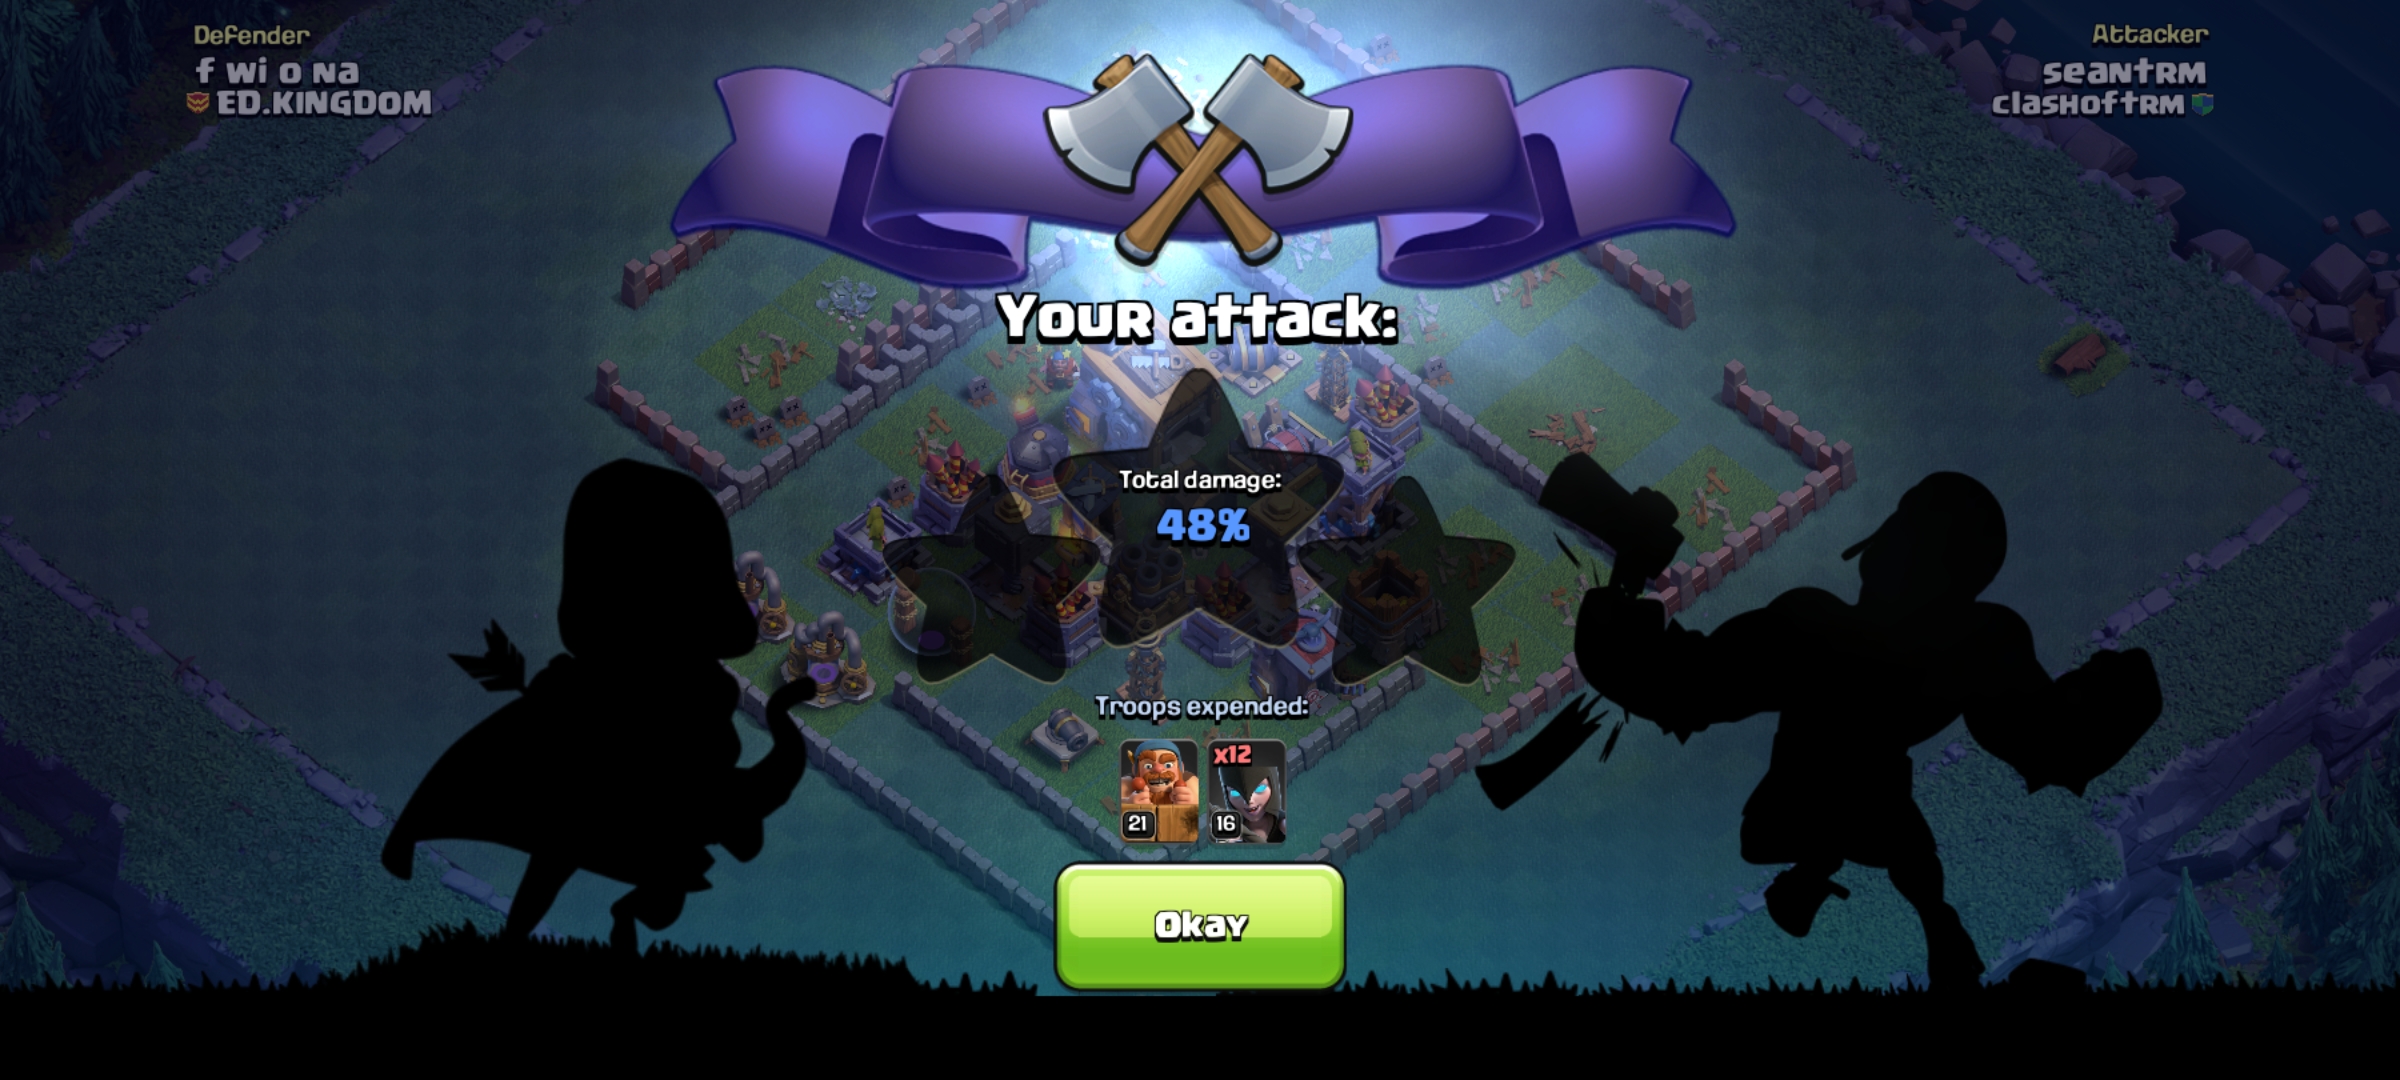 Defender
f wi o na
ED.KINGDOM
Attacker
seantrm
clashoftrm
Your attack:
Total damage:
48%
Troops expended:
x12
21
16
Okay